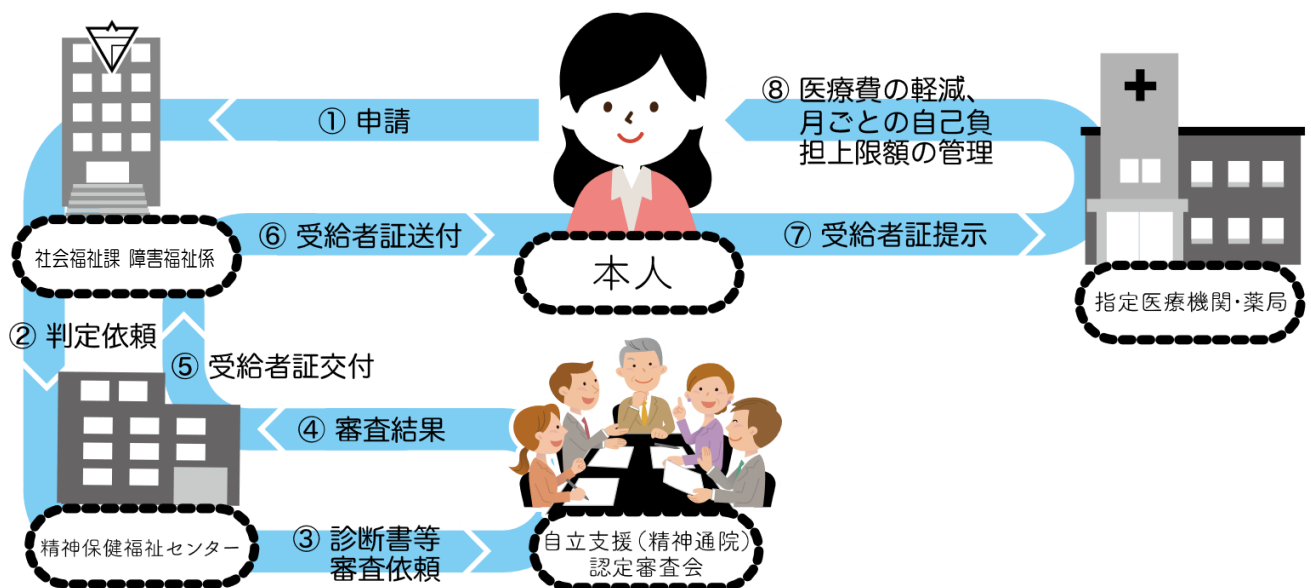 ① 申請
⑧ 医療費の軽減、
月ごとの自己負
担上限額の管理
⑥ 受給者証送付
⑦ 受給者証提示
社会福祉課 障害福祉係
本人
指定医療機関・薬局
② 判定依頼
⑤ 受給者証交付
④ 審査結果
③ 診断書等
審査依頼
精神保健福祉センター
自立支援(精神通院)
認定審査会